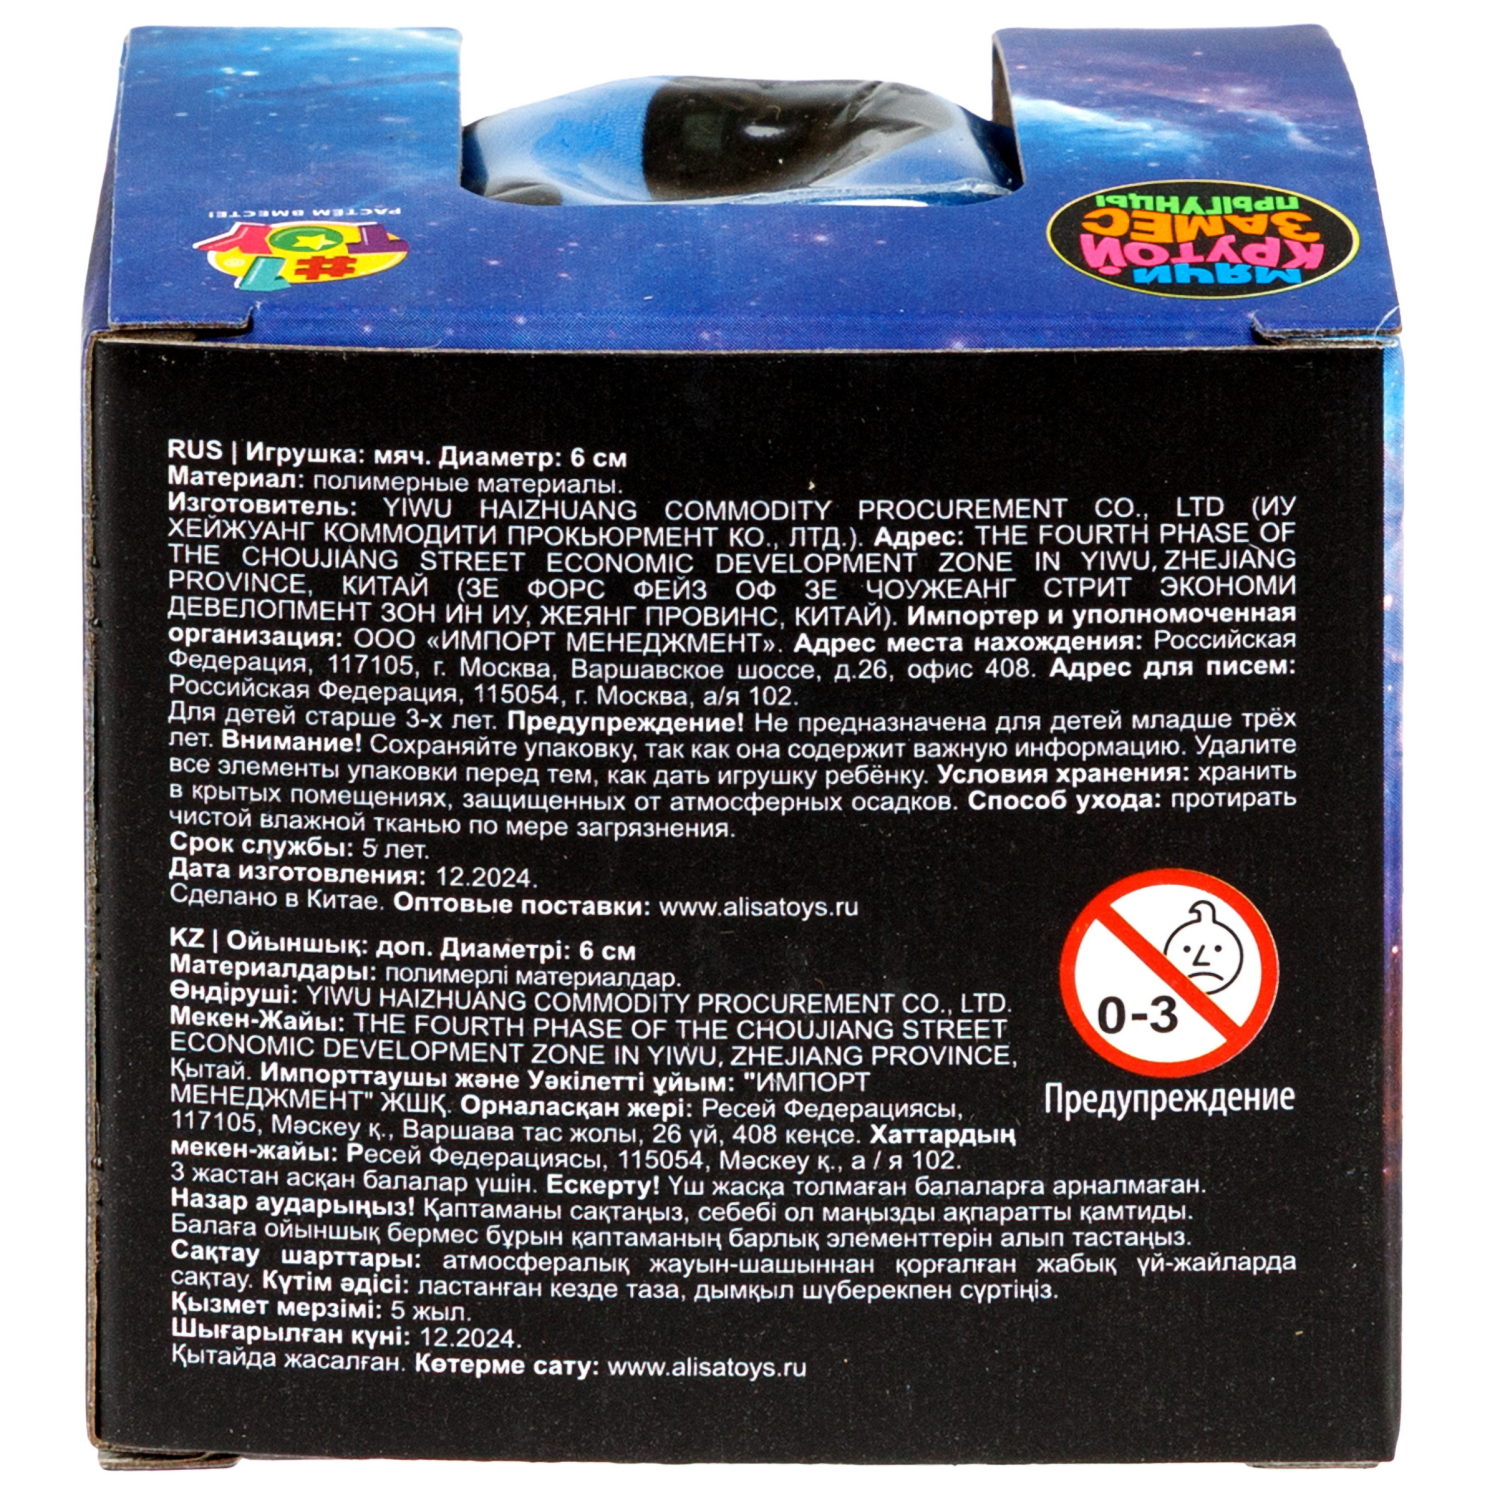 РАСТЁМ ВМЕСТЕ!
#1
TOY
МЯЧИ
КРУТОЙ
ЗАМЕС
ПРЫГУНЦЫ
RUS | Игрушка: мяч. Диаметр: 6 см
Материал: полимерные материалы.
Изготовитель: YIWU HAIZHUANG COMMODITY PROCUREMENT CO., LTD (ИУ
ХЕЙЖУАНГ КОММОДИТИ ПРОКЬЮРМЕНТ КО., ЛТД.). Адрес: THE FOURTH PHASE OF
THE CHOUJIANG STREET ECONOMIC DEVELOPMENT ZONE IN YIWU, ZHEJIANG
PROVINCE, КИТАЙ (ЗЕ ФОРС ФЕЙЗ ОФ ЗЕ ЧОУЖЕАНГ СТРИТ ЭКОНОМИ
ДЕВЕЛОПМЕНТ ЗОН ИН ИУ, ЖЕЯНГ ПРОВИНС, КИТАЙ). Импортер и уполномоченная
организация: ООО «ИМПОРТ МЕНЕДЖМЕНТ». Адрес места нахождения: Российская
Федерация, 117105, г. Москва, Варшавское шоссе, д.26, офис 408. Адрес для писем:
Российская Федерация, 115054, г. Москва, а/я 102.
Для детей старше 3-х лет. Предупреждение! Не предназначена для детей младше трёх
лет. Внимание! Сохраняйте упаковку, так как она содержит важную информацию. Удалите
все элементы упаковки перед тем, как дать игрушку ребёнку. Условия хранения: хранить
в крытых помещениях, защищенных от атмосферных осадков. Способ ухода: протирать
чистой влажной тканью по мере загрязнения.
Срок службы: 5 лет.
Дата изготовления: 12.2024.
Сделано в Китае. Оптовые поставки: www.alisatoys.ru
KZ | Ойыншық: доп. Диаметрі: 6 см
Материалдары: полимерлі материалдар.
Өндіруші: YIWU HAIZHUANG COMMODITY PROCUREMENT CO., LTD.
Мекен-Жайы: THE FOURTH PHASE OF THE CHOUJIANG STREET
ECONOMIC DEVELOPMENT ZONE IN YIWU, ZHEJIANG PROVINCE,
Қытай. Импорттаушы және Уәкілетті ұйым: "ИМПОРТ
МЕНЕДЖМЕНТ" ЖШҚ. Орналасқан жері: Ресей Федерациясы,
117105, Мәскеу қ., Варшава тас жолы, 26 үй, 408 кеңсе. Хаттардың
мекен-жайы: Ресей Федерациясы, 115054, Мәскеу қ., а / я 102.
3 жастан асқан балалар үшін. Ескерту! Үш жасқа толмаған балаларға арналмаған.
Назар аударыңыз! Қаптаманы сақтаңыз, себебі ол маңызды ақпаратты қамтиды.
Балаға ойыншық бермес бұрын қаптаманың барлық элементтерін алып тастаңыз.
Сақтау шарттары: атмосфералық жауын-шашыннан қорғалған жабық үй-жайларда
сақтау. Күтім әдісі: ластанған кезде таза, дымқыл шүберекпен сүртіңіз.
Қызмет мерзімі: 5 жыл.
Шығарылған күні: 12.2024.
Қытайда жасалған. Көтерме сату: www.alisatoys.ru
0-3
Предупреждение